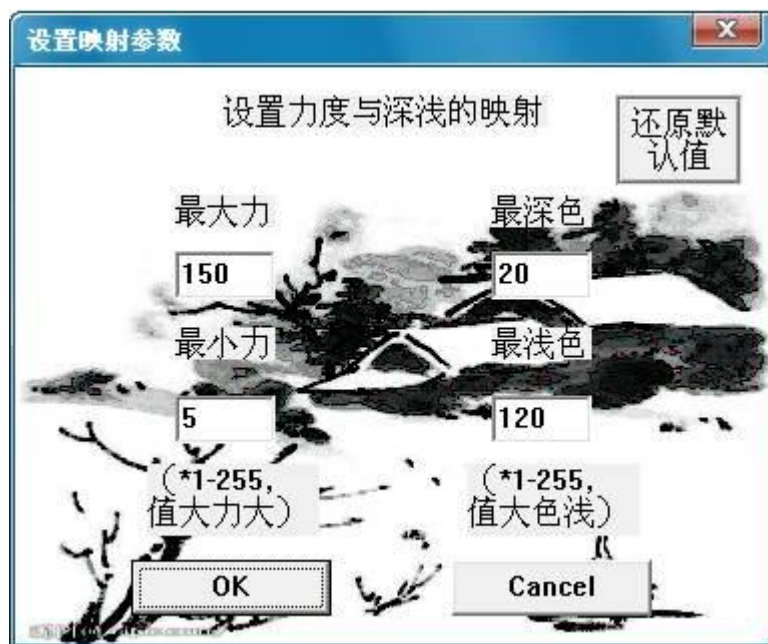 设置映射参数
设置力度与深浅的映射
还原默
认值
最大力
最深色
150
20
最小力
最浅色
5
120
（*1-255,
值大力大）
（*1-255,
值大色浅）
OK
Cancel